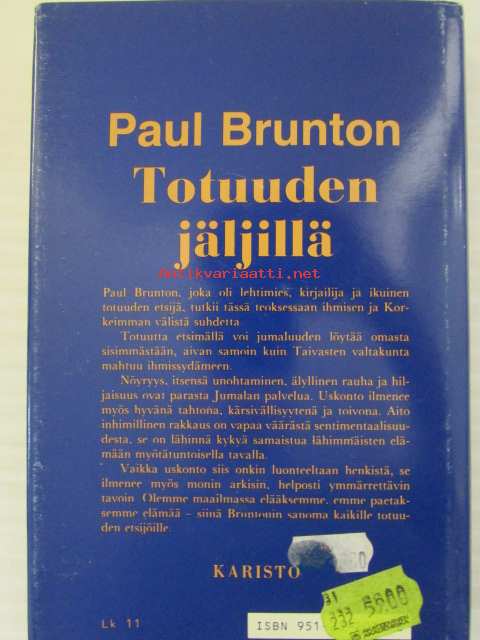 Paul Brunton
Totuuden
jäljillä
Antikvariaatti.net
Paul Brunton, joka oli lehtimies, kirjailija ja ikuinen
totuuden etsijä, tutkii tässä teoksessaan ihmisen ja Kor-
keimman välistä suhdetta
Totuutta etsimällä voi jumaluuden löytää omasta
sisimmästään, aivan samoin kuin Taivasten valtakunta
mahtuu ihmissydämeen.
Nöyryys, itsensä unohtaminen, älyllinen rauha ja hil-
jaisuus ovat parasta Jumalan palvelua. Uskonto ilmenee
myös hyvänä tahtona, kärsivällisyytenä ja toivona. Aito
inhimillinen rakkaus on vapaa väärästä sentimentaalisuu-
desta, se on lähinnä kykyä samaistua lähimmäisten elä-
mään myötätuntoisella tavalla.
Vaikka uskonto siis onkin luonteeltaan henkistä, se
ilmenee myös monin arkisin, helposti ymmärrettävin
tavoin. Olemme maailmassa elääksemme, emme paetak-
semme elämää – siinä Bruntonin sanoma kaikille totuu-
den etsijöille.
KARISTO
Lk 11
ISBN 951
31
232 5800